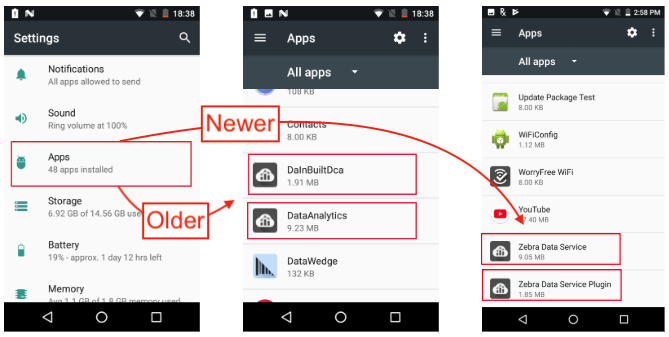 18:38
Settings
Notifications
All apps allowed to send
Sound
Ring volume at 100%
Apps
48 apps installed
Storage
6.92 GB of 14.56 GB use
Battery
19% - approx. 1 day 12 hrs left
Memory
Avg 1.1 GB of 1.8 GB memory used
Newer
Older
18:38
Apps
All apps
108 KB
Contacts
8.00 KB
DaInBuiltDca
1.91 MB
DataAnalytics
9.23 MB
DataWedge
132 KB
2:58 PM
Apps
All apps
Update Package Test
8.00 KB
WiFiConfig
1.12 MB
WorryFree WiFi
8.00 KB
YouTube
7.40 MB
Zebra Data Service
9.05 MB
Zebra Data Service Plugin
1.85 MB